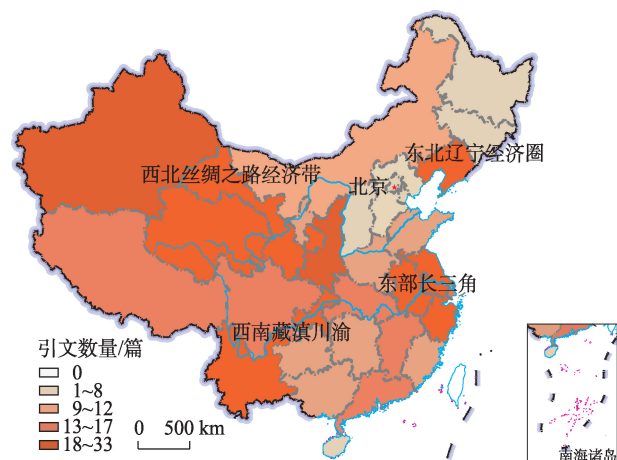 东北辽宁经济圈
西北丝绸之路经济带
北京
东部长三角
西南藏滇川渝
引文数量/篇
0
1~8
9~12
13~17
18~33
0 500 km
南海诸岛